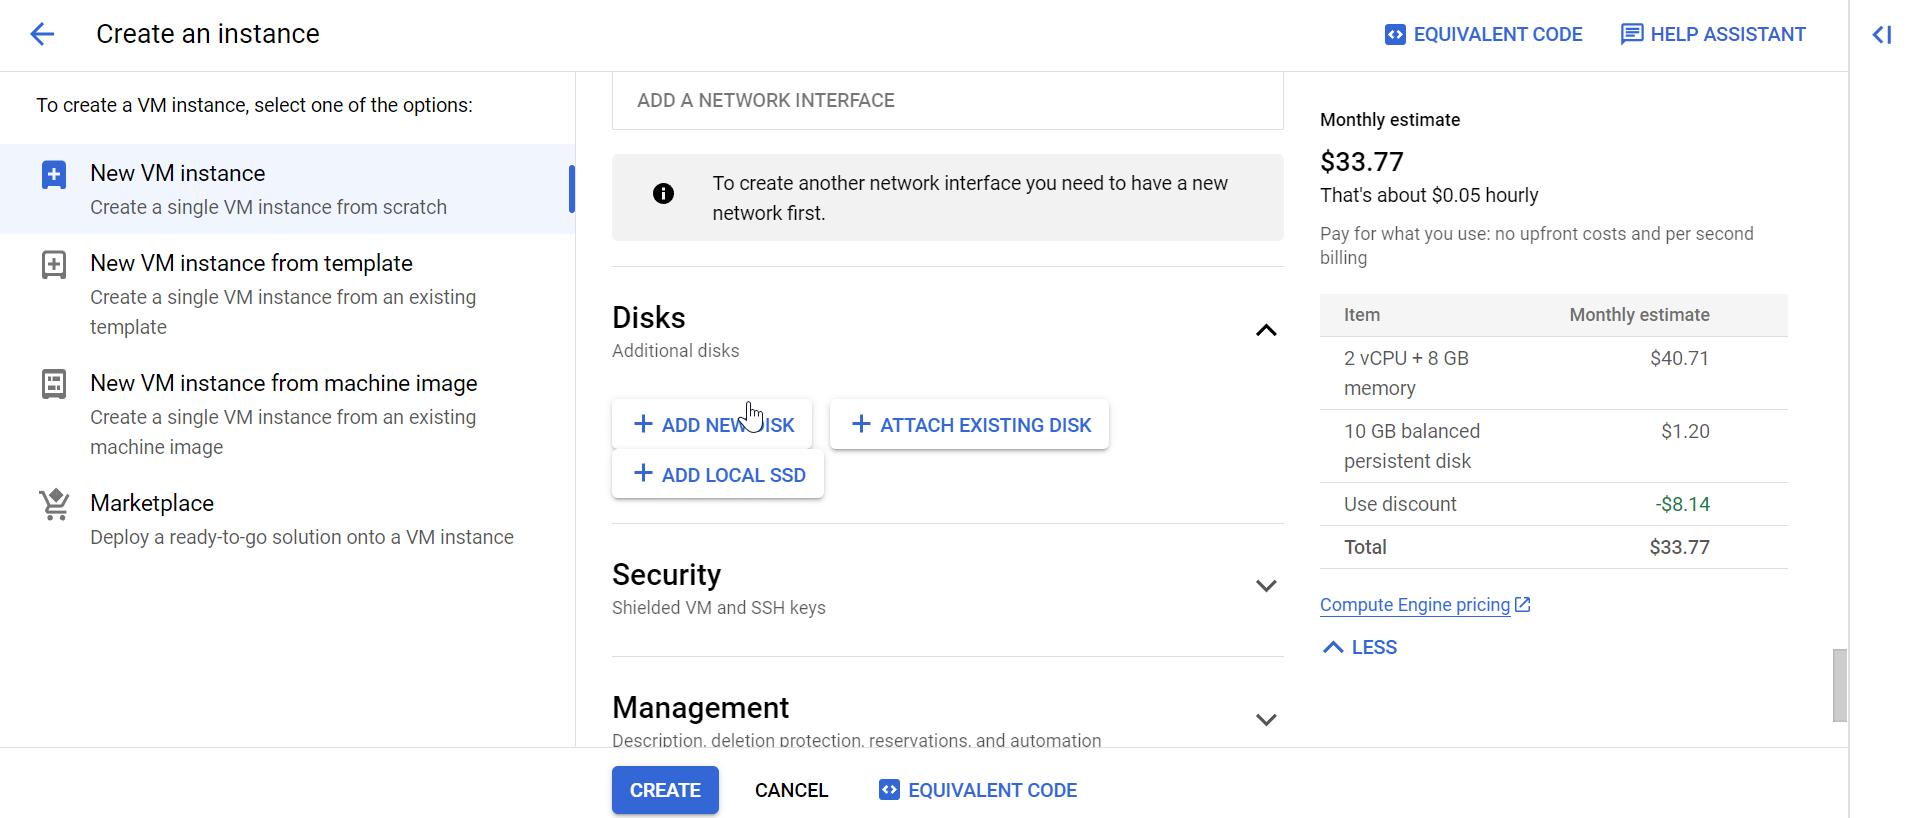 Create an instance
EQUIVALENT CODE
HELP ASSISTANT
To create a VM instance, select one of the options:
New VM instance
Create a single VM instance from scratch
New VM instance from template
Create a single VM instance from an existing
template
New VM instance from machine image
Create a single VM instance from an existing
machine image
Marketplace
Deploy a ready-to-go solution onto a VM instance
ADD A NETWORK INTERFACE
To create another network interface you need to have a new
network first.
Disks
Additional disks
ADD NEW DISK
ATTACH EXISTING DISK
ADD LOCAL SSD
Security
Shielded VM and SSH keys
Management
Description, deletion protection, reservations, and automation
CREATE
CANCEL
EQUIVALENT CODE
Monthly estimate
$33.77
That's about $0.05 hourly
Pay for what you use: no upfront costs and per second
billing
Item Monthly estimate
2 vCPU + 8 GB $40.71
memory
10 GB balanced $1.20
persistent disk
Use discount -$8.14
Total $33.77
Compute Engine pricing
LESS